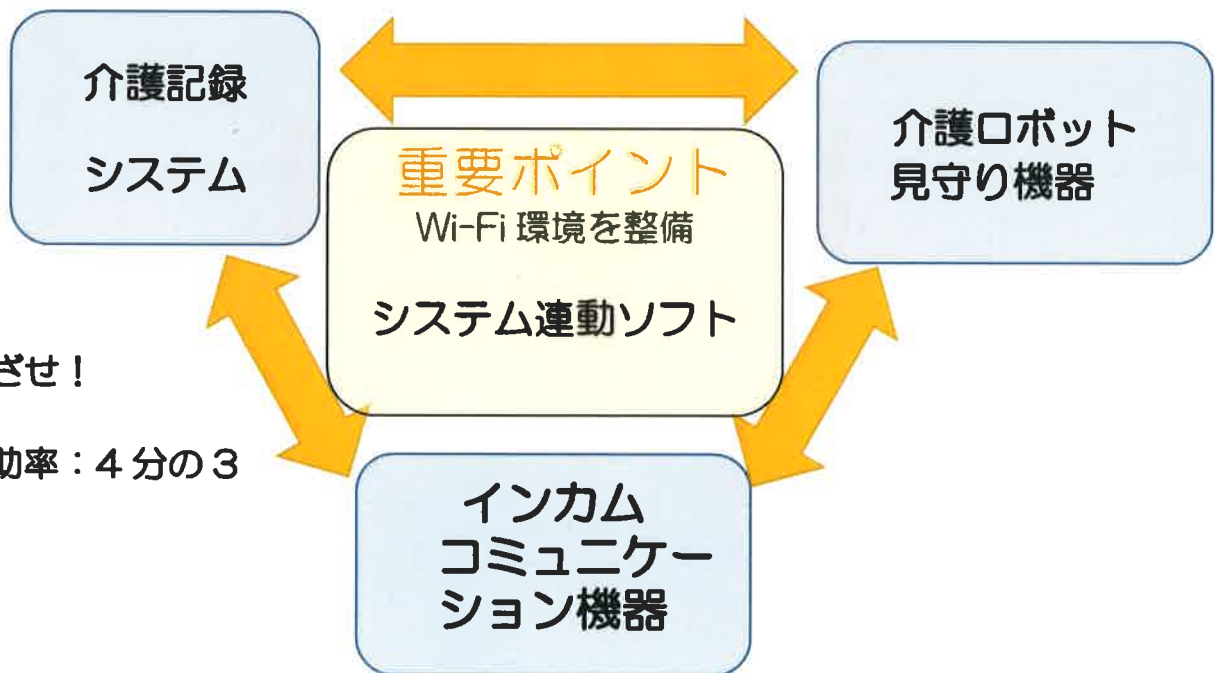 介護記録
システム
重要ポイント
Wi-Fi 環境を整備
システム連動ソフト
介護ロボット
見守り機器
ざせ！
助率：4分の3
インカム
コミュニケー
ション機器